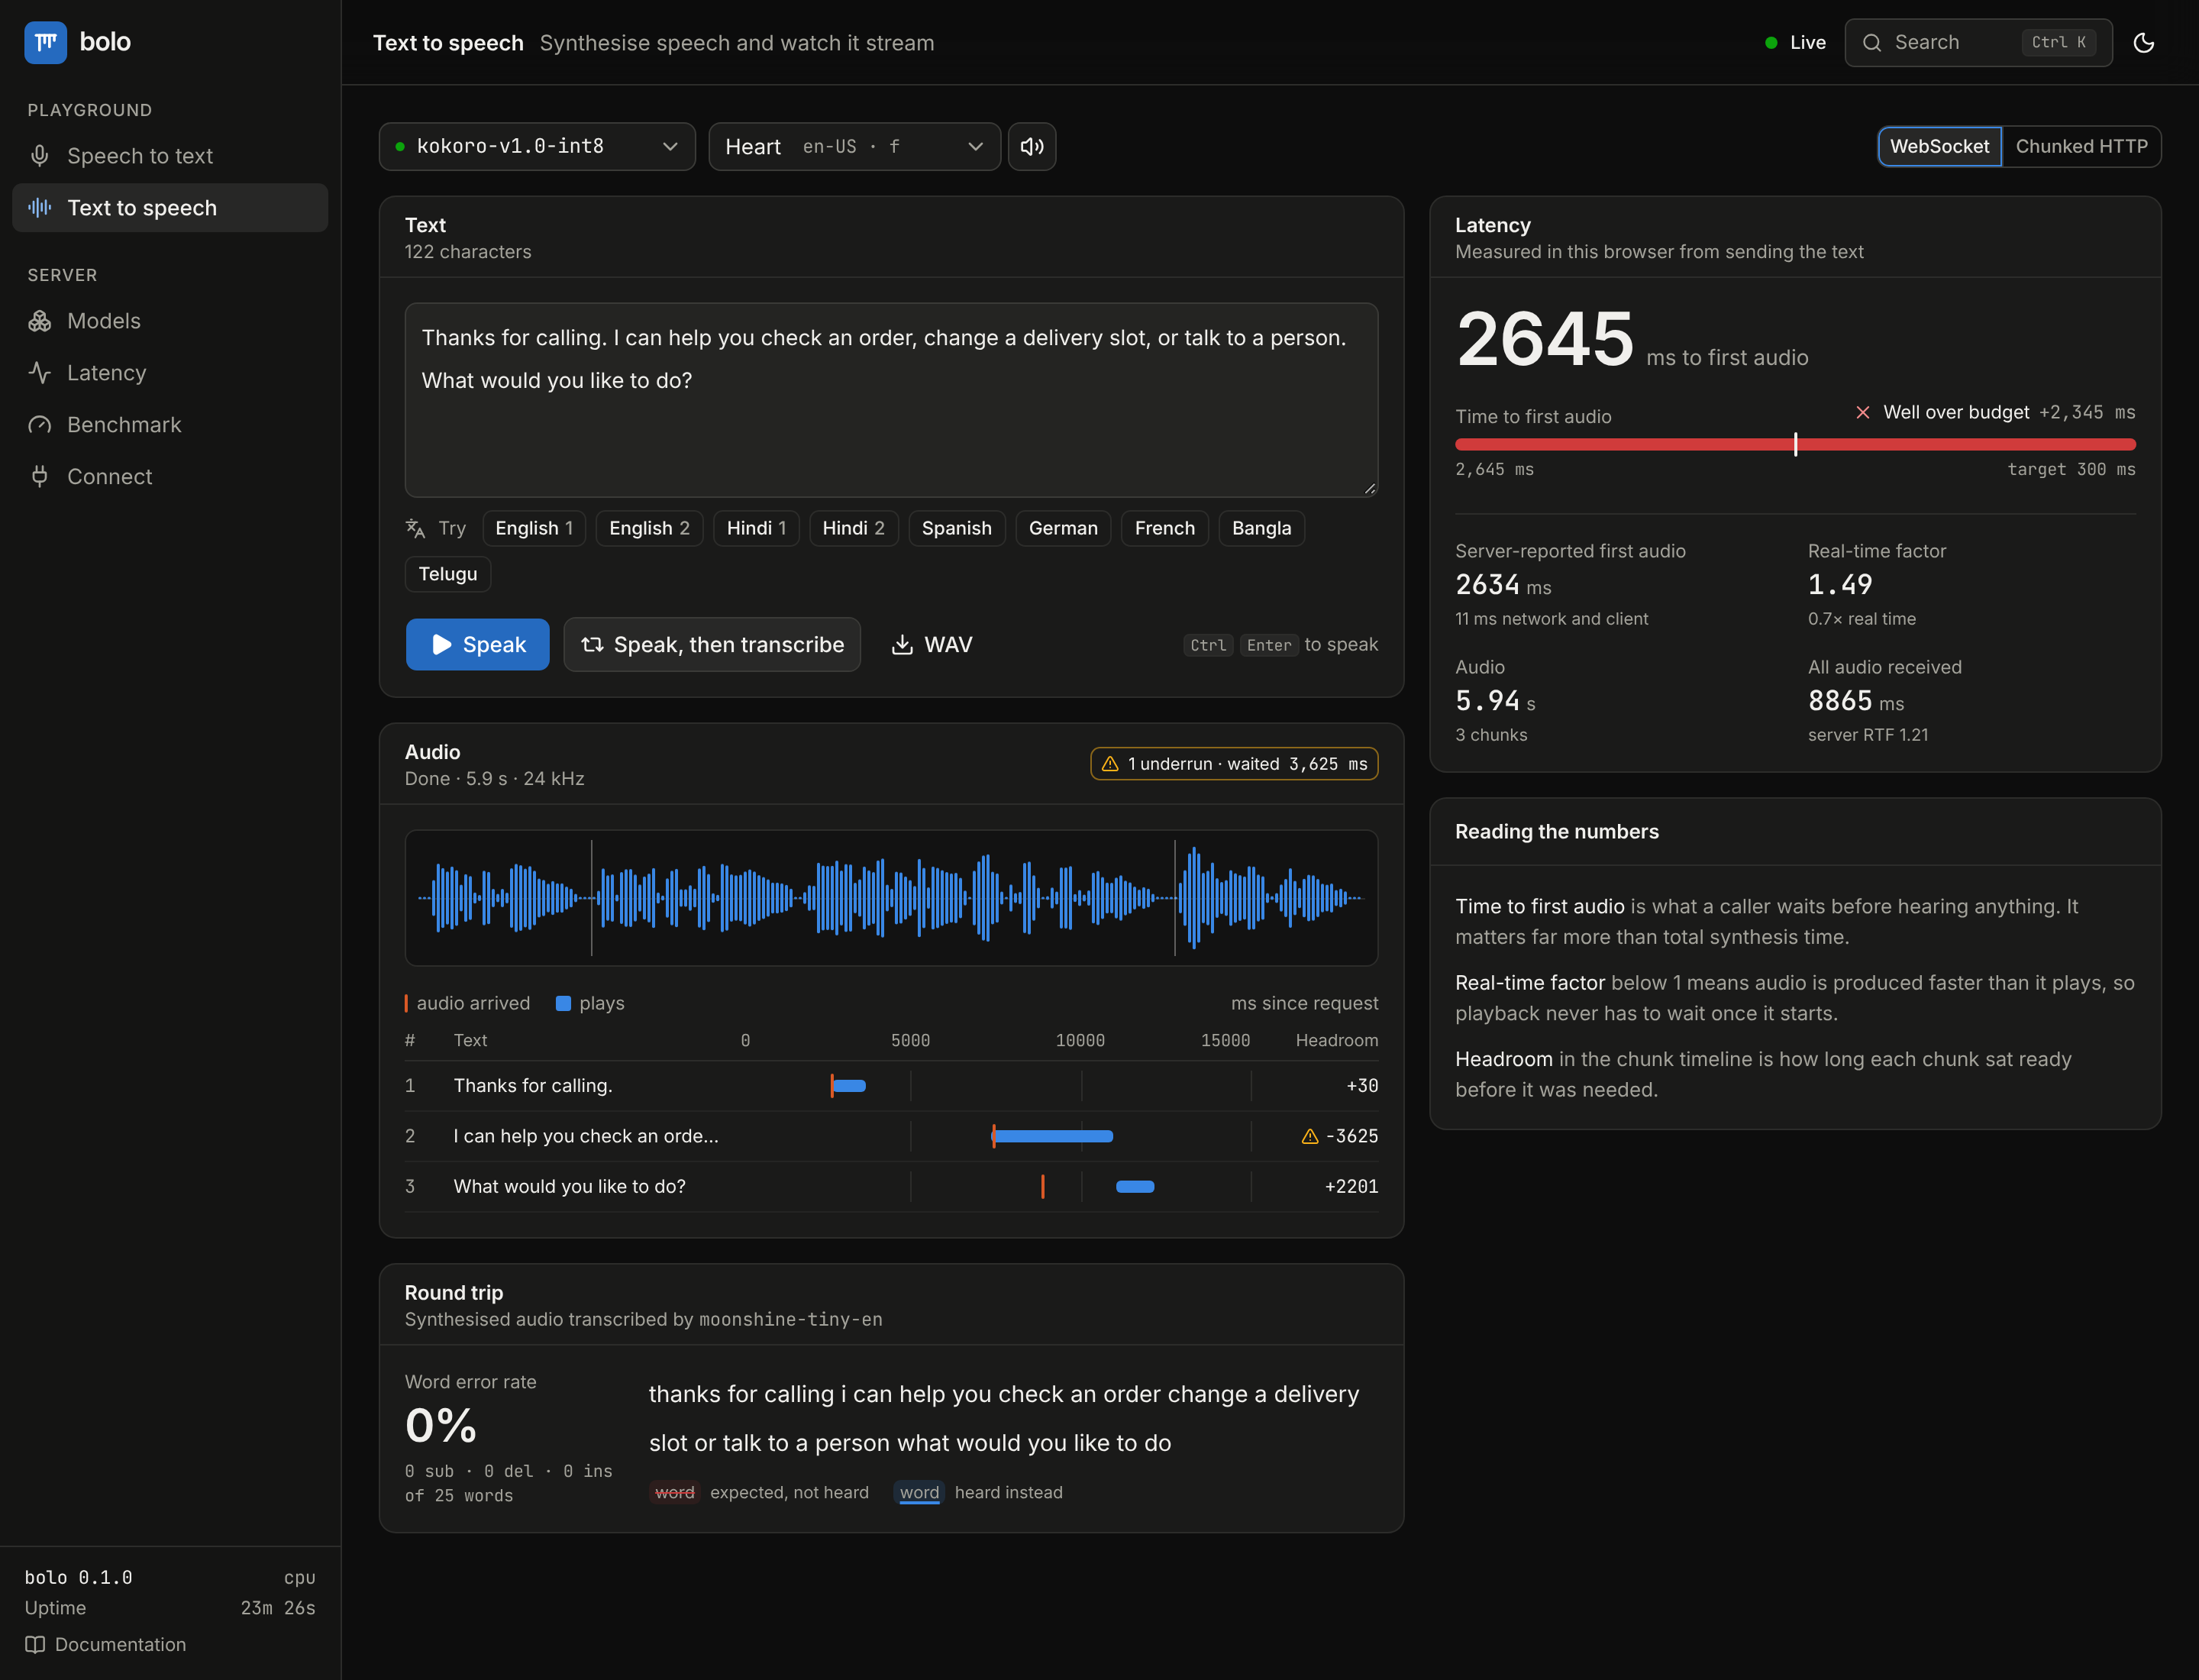 bolo
PLAYGROUND
Speech to text
Text to speech
SERVER
Models
Latency
Benchmark
Connect
bolo 0.1.0 cpu
Uptime 23m 26s
Documentation
Text to speech Synthesise speech and watch it stream
Live
Search Ctrl K
kokoro-v1.0-int8
Heart en-US · f
WebSocket Chunked HTTP
Text
122 characters
Thanks for calling. I can help you check an order, change a delivery slot, or talk to a person.
What would you like to do?
Try English 1 English 2 Hindi 1 Hindi 2 Spanish German French Bangla
Telugu
Speak Speak, then transcribe WAV Ctrl Enter to speak
Audio
Done · 5.9 s · 24 kHz
1 underrun · waited 3,625 ms
audio arrived plays ms since request
# Text 0 5000 10000 15000 Headroom
1 Thanks for calling. +30
2 I can help you check an orde... -3625
3 What would you like to do? +2201
Round trip
Synthesised audio transcribed by moonshine-tiny-en
Word error rate
0%
0 sub · 0 del · 0 ins
of 25 words
thanks for calling i can help you check an order change a delivery
slot or talk to a person what would you like to do
word expected, not heard word heard instead
Latency
Measured in this browser from sending the text
2645 ms to first audio
Time to first audio Well over budget +2,345 ms
2,645 ms target 300 ms
Server-reported first audio Real-time factor
2634 ms 1.49
11 ms network and client 0.7× real time
Audio All audio received
5.94 s 8865 ms
3 chunks server RTF 1.21
Reading the numbers
Time to first audio is what a caller waits before hearing anything. It
matters far more than total synthesis time.
Real-time factor below 1 means audio is produced faster than it plays, so
playback never has to wait once it starts.
Headroom in the chunk timeline is how long each chunk sat ready
before it was needed.